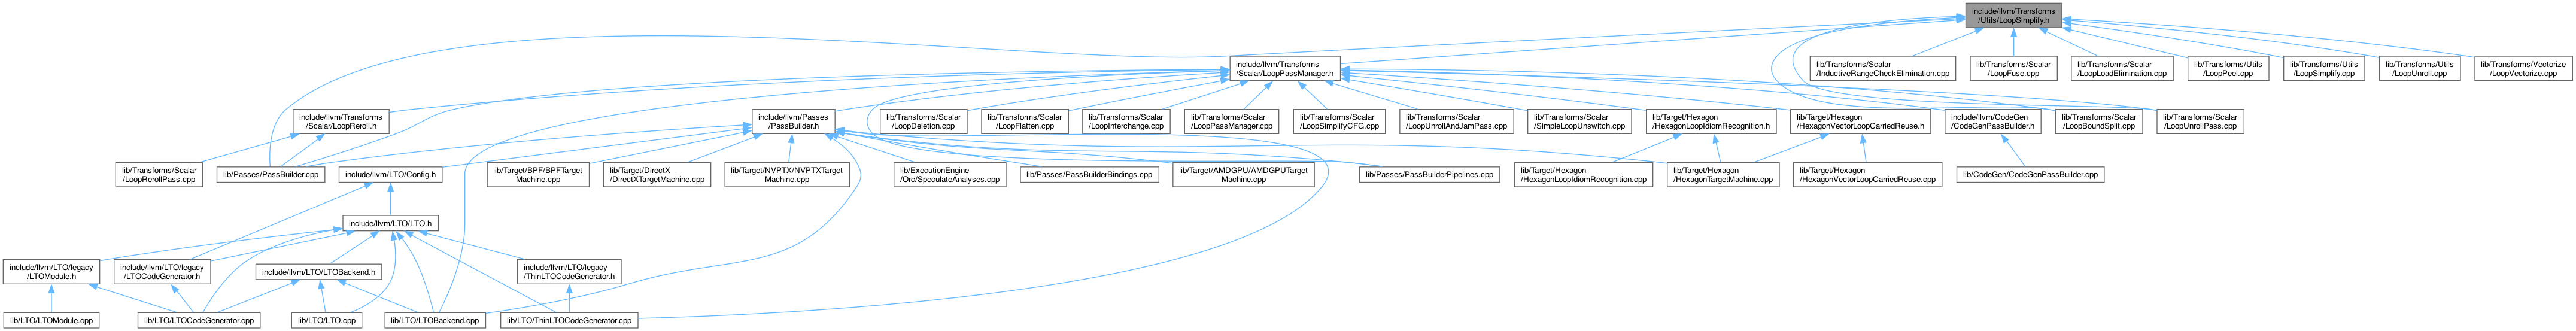 include/llvm/Transforms
/Utils/LoopSimplify.h
include/llvm/Transforms
/Scalar/LoopPassManager.h
lib/Transforms/Scalar
/InductiveRangeCheckElimination.cpp
lib/Transforms/Scalar
/LoopFuse.cpp
lib/Transforms/Scalar
/LoopLoadElimination.cpp
lib/Transforms/Utils
/LoopPeel.cpp
lib/Transforms/Utils
/LoopSimplify.cpp
lib/Transforms/Utils
/LoopUnroll.cpp
lib/Transforms/Vectorize
/LoopVectorize.cpp
include/llvm/Transforms
/Scalar/LoopReroll.h
include/llvm/Passes
/PassBuilder.h
lib/Transforms/Scalar
/LoopDeletion.cpp
lib/Transforms/Scalar
/LoopFlatten.cpp
lib/Transforms/Scalar
/LoopInterchange.cpp
lib/Transforms/Scalar
/LoopPassManager.cpp
lib/Transforms/Scalar
/LoopSimplifyCFG.cpp
lib/Transforms/Scalar
/LoopUnrollAndJamPass.cpp
lib/Transforms/Scalar
/SimpleLoopUnswitch.cpp
lib/Target/Hexagon
/HexagonLoopIdiomRecognition.h
lib/Target/Hexagon
/HexagonVectorLoopCarriedReuse.h
include/llvm/CodeGen
/CodeGenPassBuilder.h
lib/Transforms/Scalar
/LoopBoundSplit.cpp
lib/Transforms/Scalar
/LoopUnrollPass.cpp
lib/Transforms/Scalar
/LoopRerollPass.cpp
lib/Passes/PassBuilder.cpp
include/llvm/LTO/Config.h
lib/Target/BPF/BPFTarget
Machine.cpp
lib/Target/DirectX
/DirectXTargetMachine.cpp
lib/Target/NVPTX/NVPTXTarget
Machine.cpp
lib/ExecutionEngine
/Orc/SpeculateAnalyses.cpp
lib/Passes/PassBuilderBindings.cpp
lib/Target/AMDGPU/AMDGPUTarget
Machine.cpp
lib/Passes/PassBuilderPipelines.cpp
lib/Target/Hexagon
/HexagonLoopIdiomRecognition.cpp
lib/Target/Hexagon
/HexagonTargetMachine.cpp
lib/Target/Hexagon
/HexagonVectorLoopCarriedReuse.cpp
lib/CodeGen/CodeGenPassBuilder.cpp
include/llvm/LTO/LTO.h
include/llvm/LTO/legacy
/LTOModule.h
include/llvm/LTO/legacy
/LTOCodeGenerator.h
include/llvm/LTO/LTOBackend.h
include/llvm/LTO/legacy
/ThinLTOCodeGenerator.h
lib/LTO/LTOModule.cpp
lib/LTO/LTOCodeGenerator.cpp
lib/LTO/LTO.cpp
lib/LTO/LTOBackend.cpp
lib/LTO/ThinLTOCodeGenerator.cpp